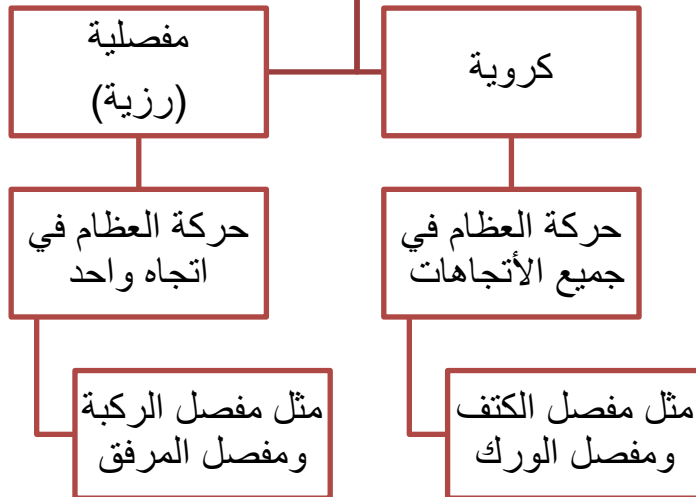 كروية
مفصلية
(رزية)
حركة العظام في
جميع الأتجاهات
حركة العظام في
اتجاه واحد
مثل مفصل الكتف
ومفصل الورك
مثل مفصل الركبة
ومفصل المرفق